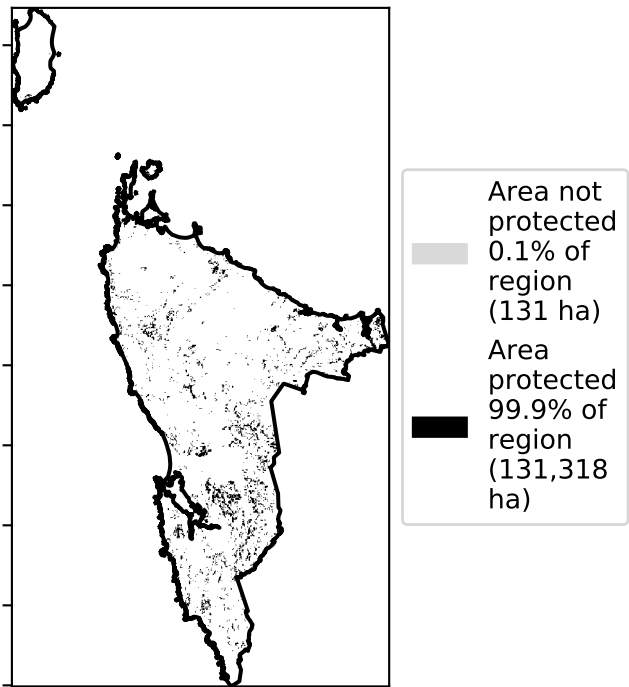 Area not
protected
0.1% of
region
(131 ha)
Area
protected
99.9% of
region
(131,318
ha)